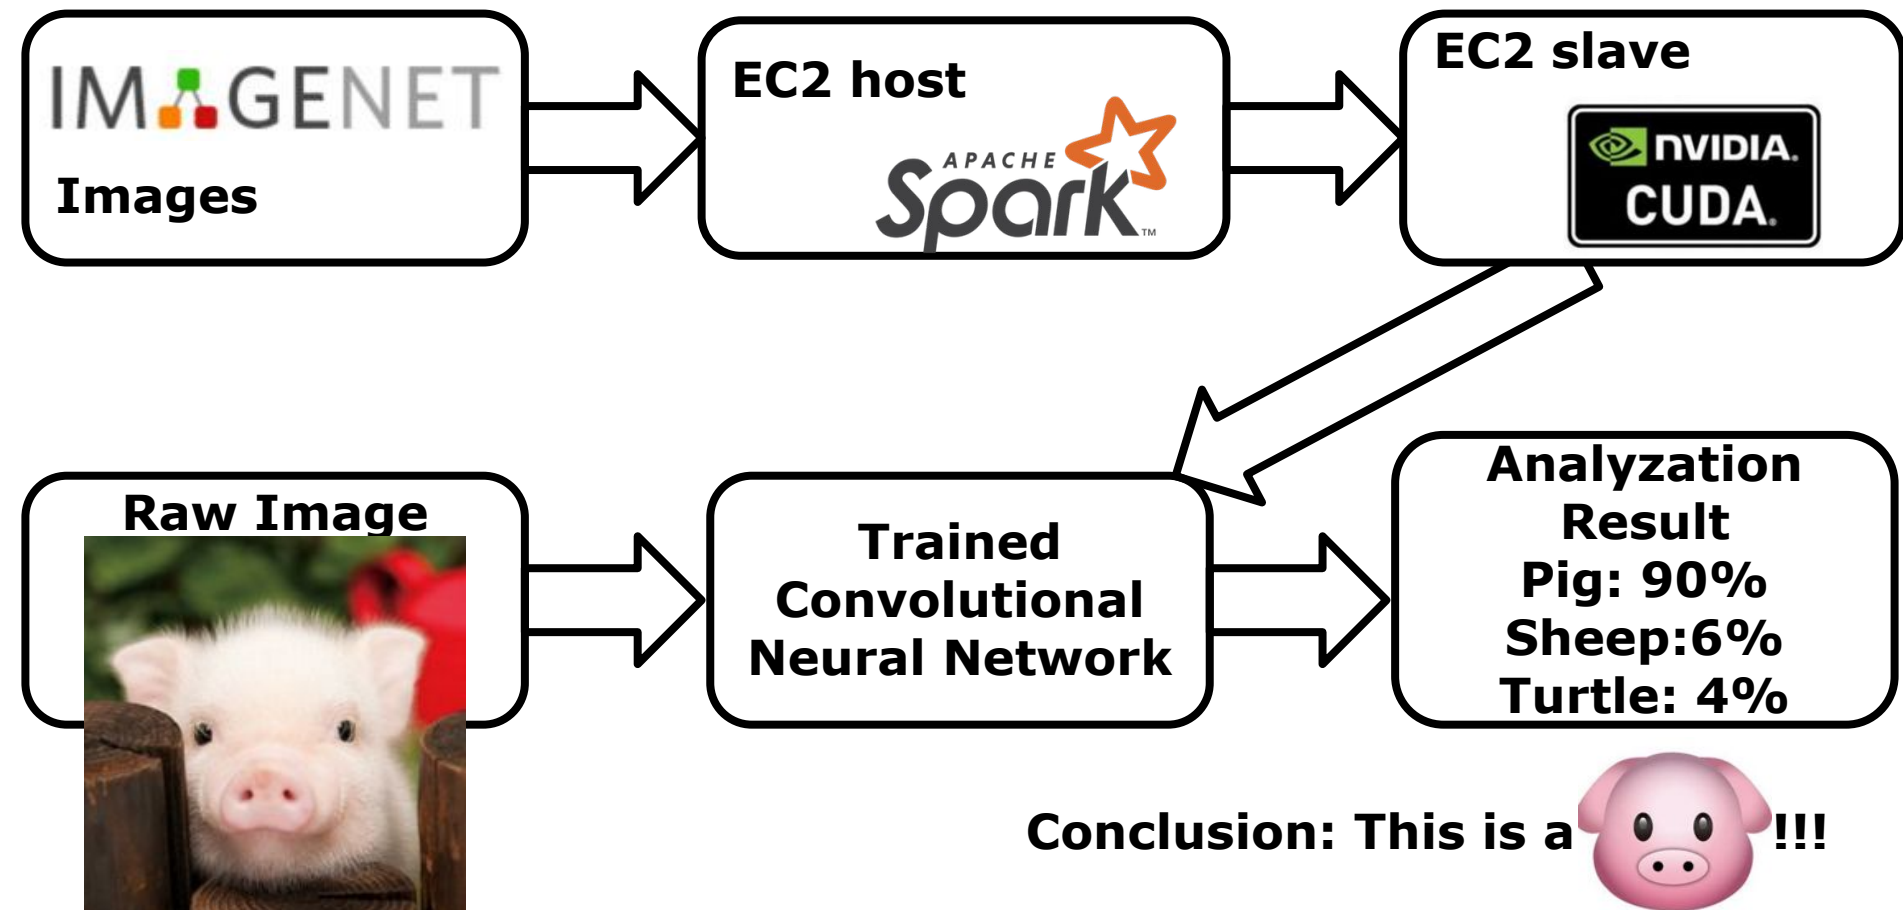 IMAGENET
Images
EC2 host
APACHE
Spark™
EC2 slave
NVIDIA.
CUDA.
Raw Image
Trained
Convolutional
Neural Network
Analyzation
Result
Pig: 90%
Sheep:6%
Turtle: 4%
Conclusion: This is a !!!